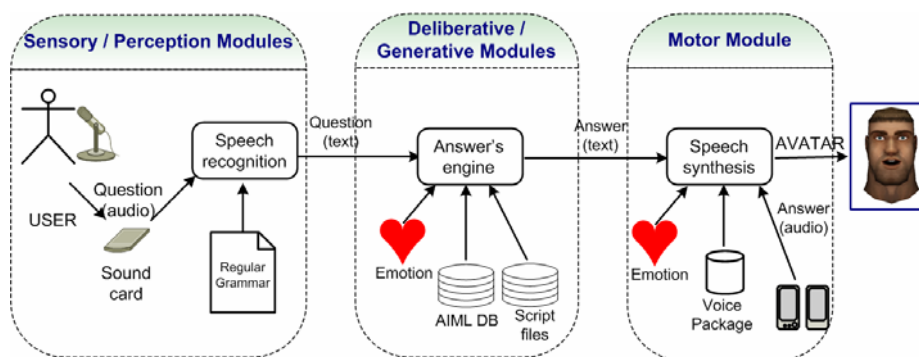 Sensory / Perception Modules
USER
Question
(audio)
Sound
card
Speech
recognition
Regular
Grammar
Question
(text)
Deliberative /
Generative Modules
Answer's
engine
Emotion
AIML DB
Script
files
Answer
(text)
Motor Module
Speech
synthesis
Emotion
Voice
Package
Answer
(audio)
AVATAR